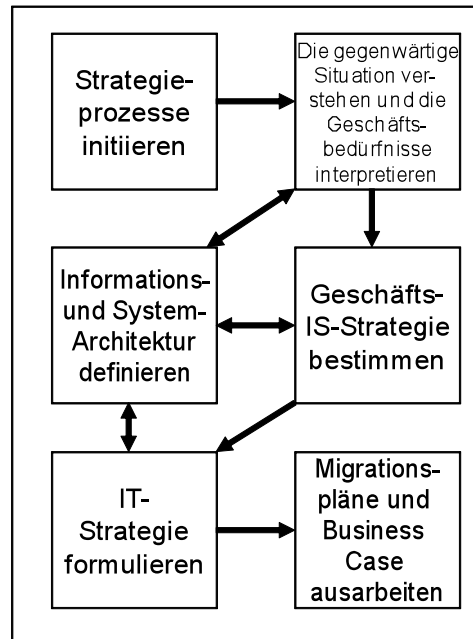 Strategie-
prozesse
initiieren
Die gegenwärtige
Situation ver-
stehen und die
Geschäfts-
bedürfnisse
interpretieren
Informations-
und System-
Architektur
definieren
Geschäfts-
IS-Strategie
bestimmen
IT-
Strategie
formulieren
Migrations-
pläne und
Business
Case
ausarbeiten